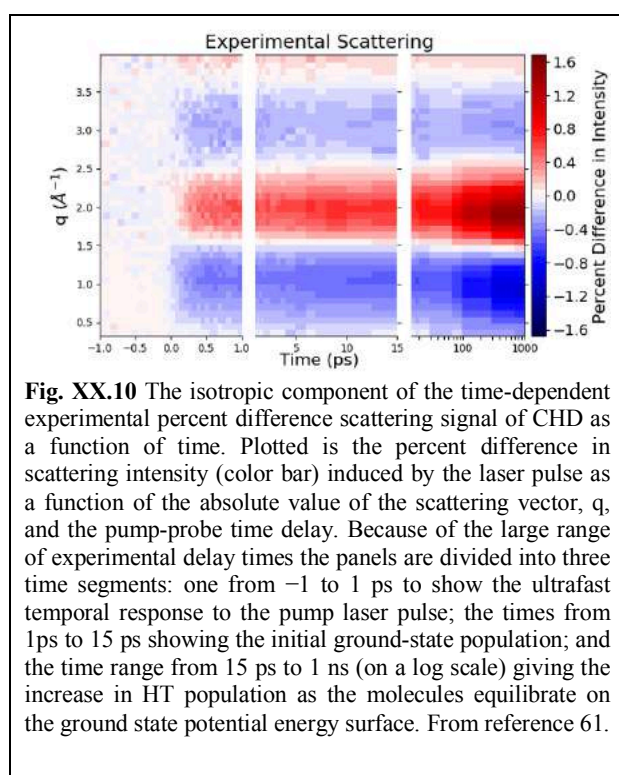 Experimental Scattering
3.5
3.0
2.5
2.0
1.5
1.0
0.5
q (Å⁻¹)
−1.0 −0.5 0.0 0.5 1.0 5 10 15 100 1000
Time (ps)
1.6
1.2
0.8
0.4
0.0
−0.4
−0.8
−1.2
−1.6
Percent Difference in Intensity
Fig. XX.10 The isotropic component of the time-dependent
experimental percent difference scattering signal of CHD as
a function of time. Plotted is the percent difference in
scattering intensity (color bar) induced by the laser pulse as
a function of the absolute value of the scattering vector, q,
and the pump-probe time delay. Because of the large range
of experimental delay times the panels are divided into three
time segments: one from −1 to 1 ps to show the ultrafast
temporal response to the pump laser pulse; the times from
1ps to 15 ps showing the initial ground-state population; and
the time range from 15 ps to 1 ns (on a log scale) giving the
increase in HT population as the molecules equilibrate on
the ground state potential energy surface. From reference 61.